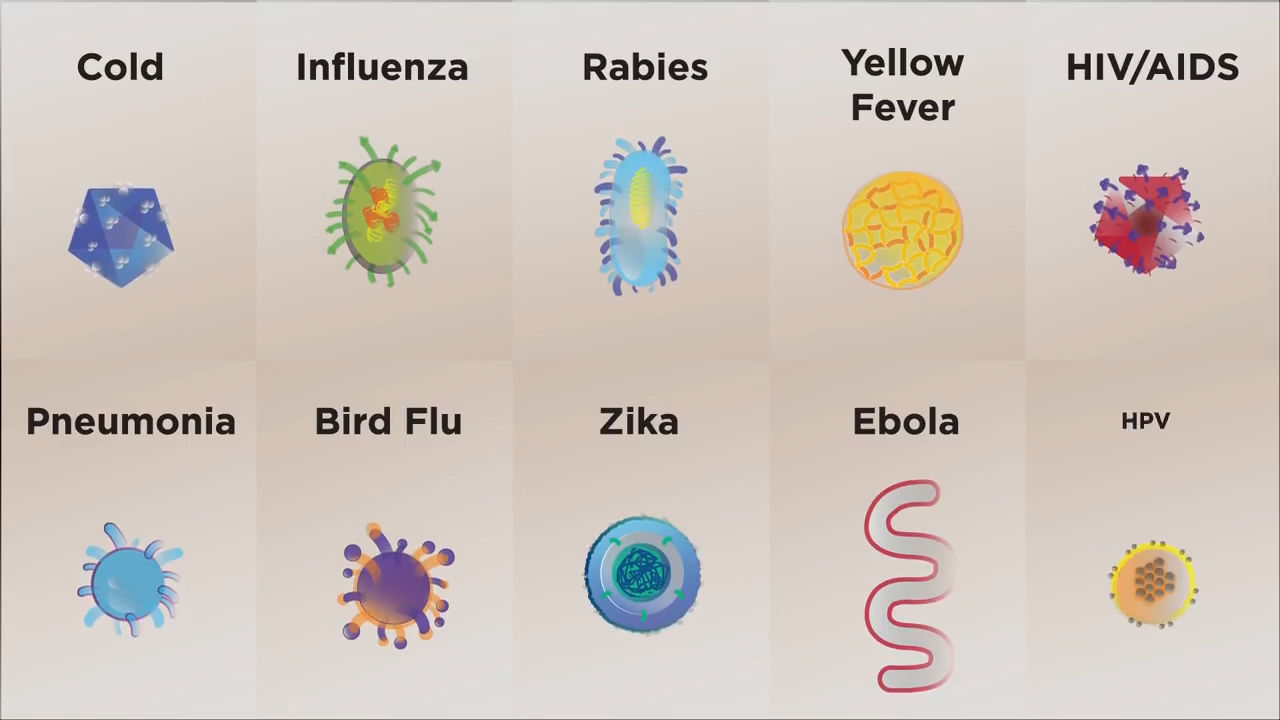 Cold
Influenza
Rabies
Yellow
Fever
HIV/AIDS
Pneumonia
Bird Flu
Zika
Ebola
HPV